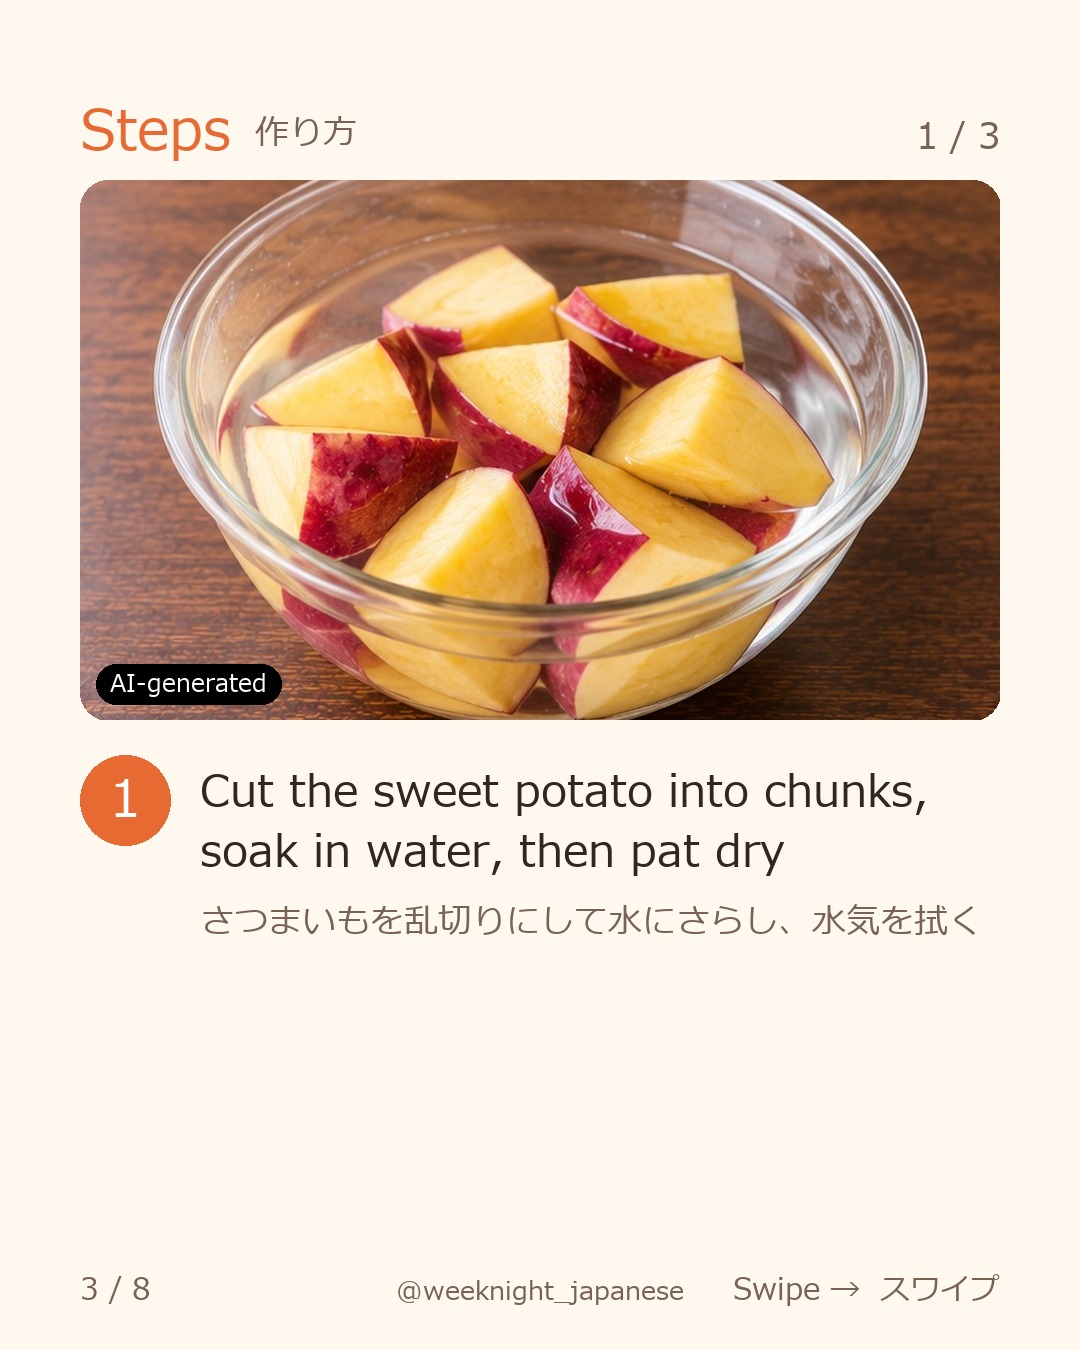 Steps 作り方
1 / 3
AI-generated
1
Cut the sweet potato into chunks,
soak in water, then pat dry
さつまいもを乱切りにして水にさらし、水気を拭く
3 / 8
@weeknight_japanese
Swipe → スワイプ